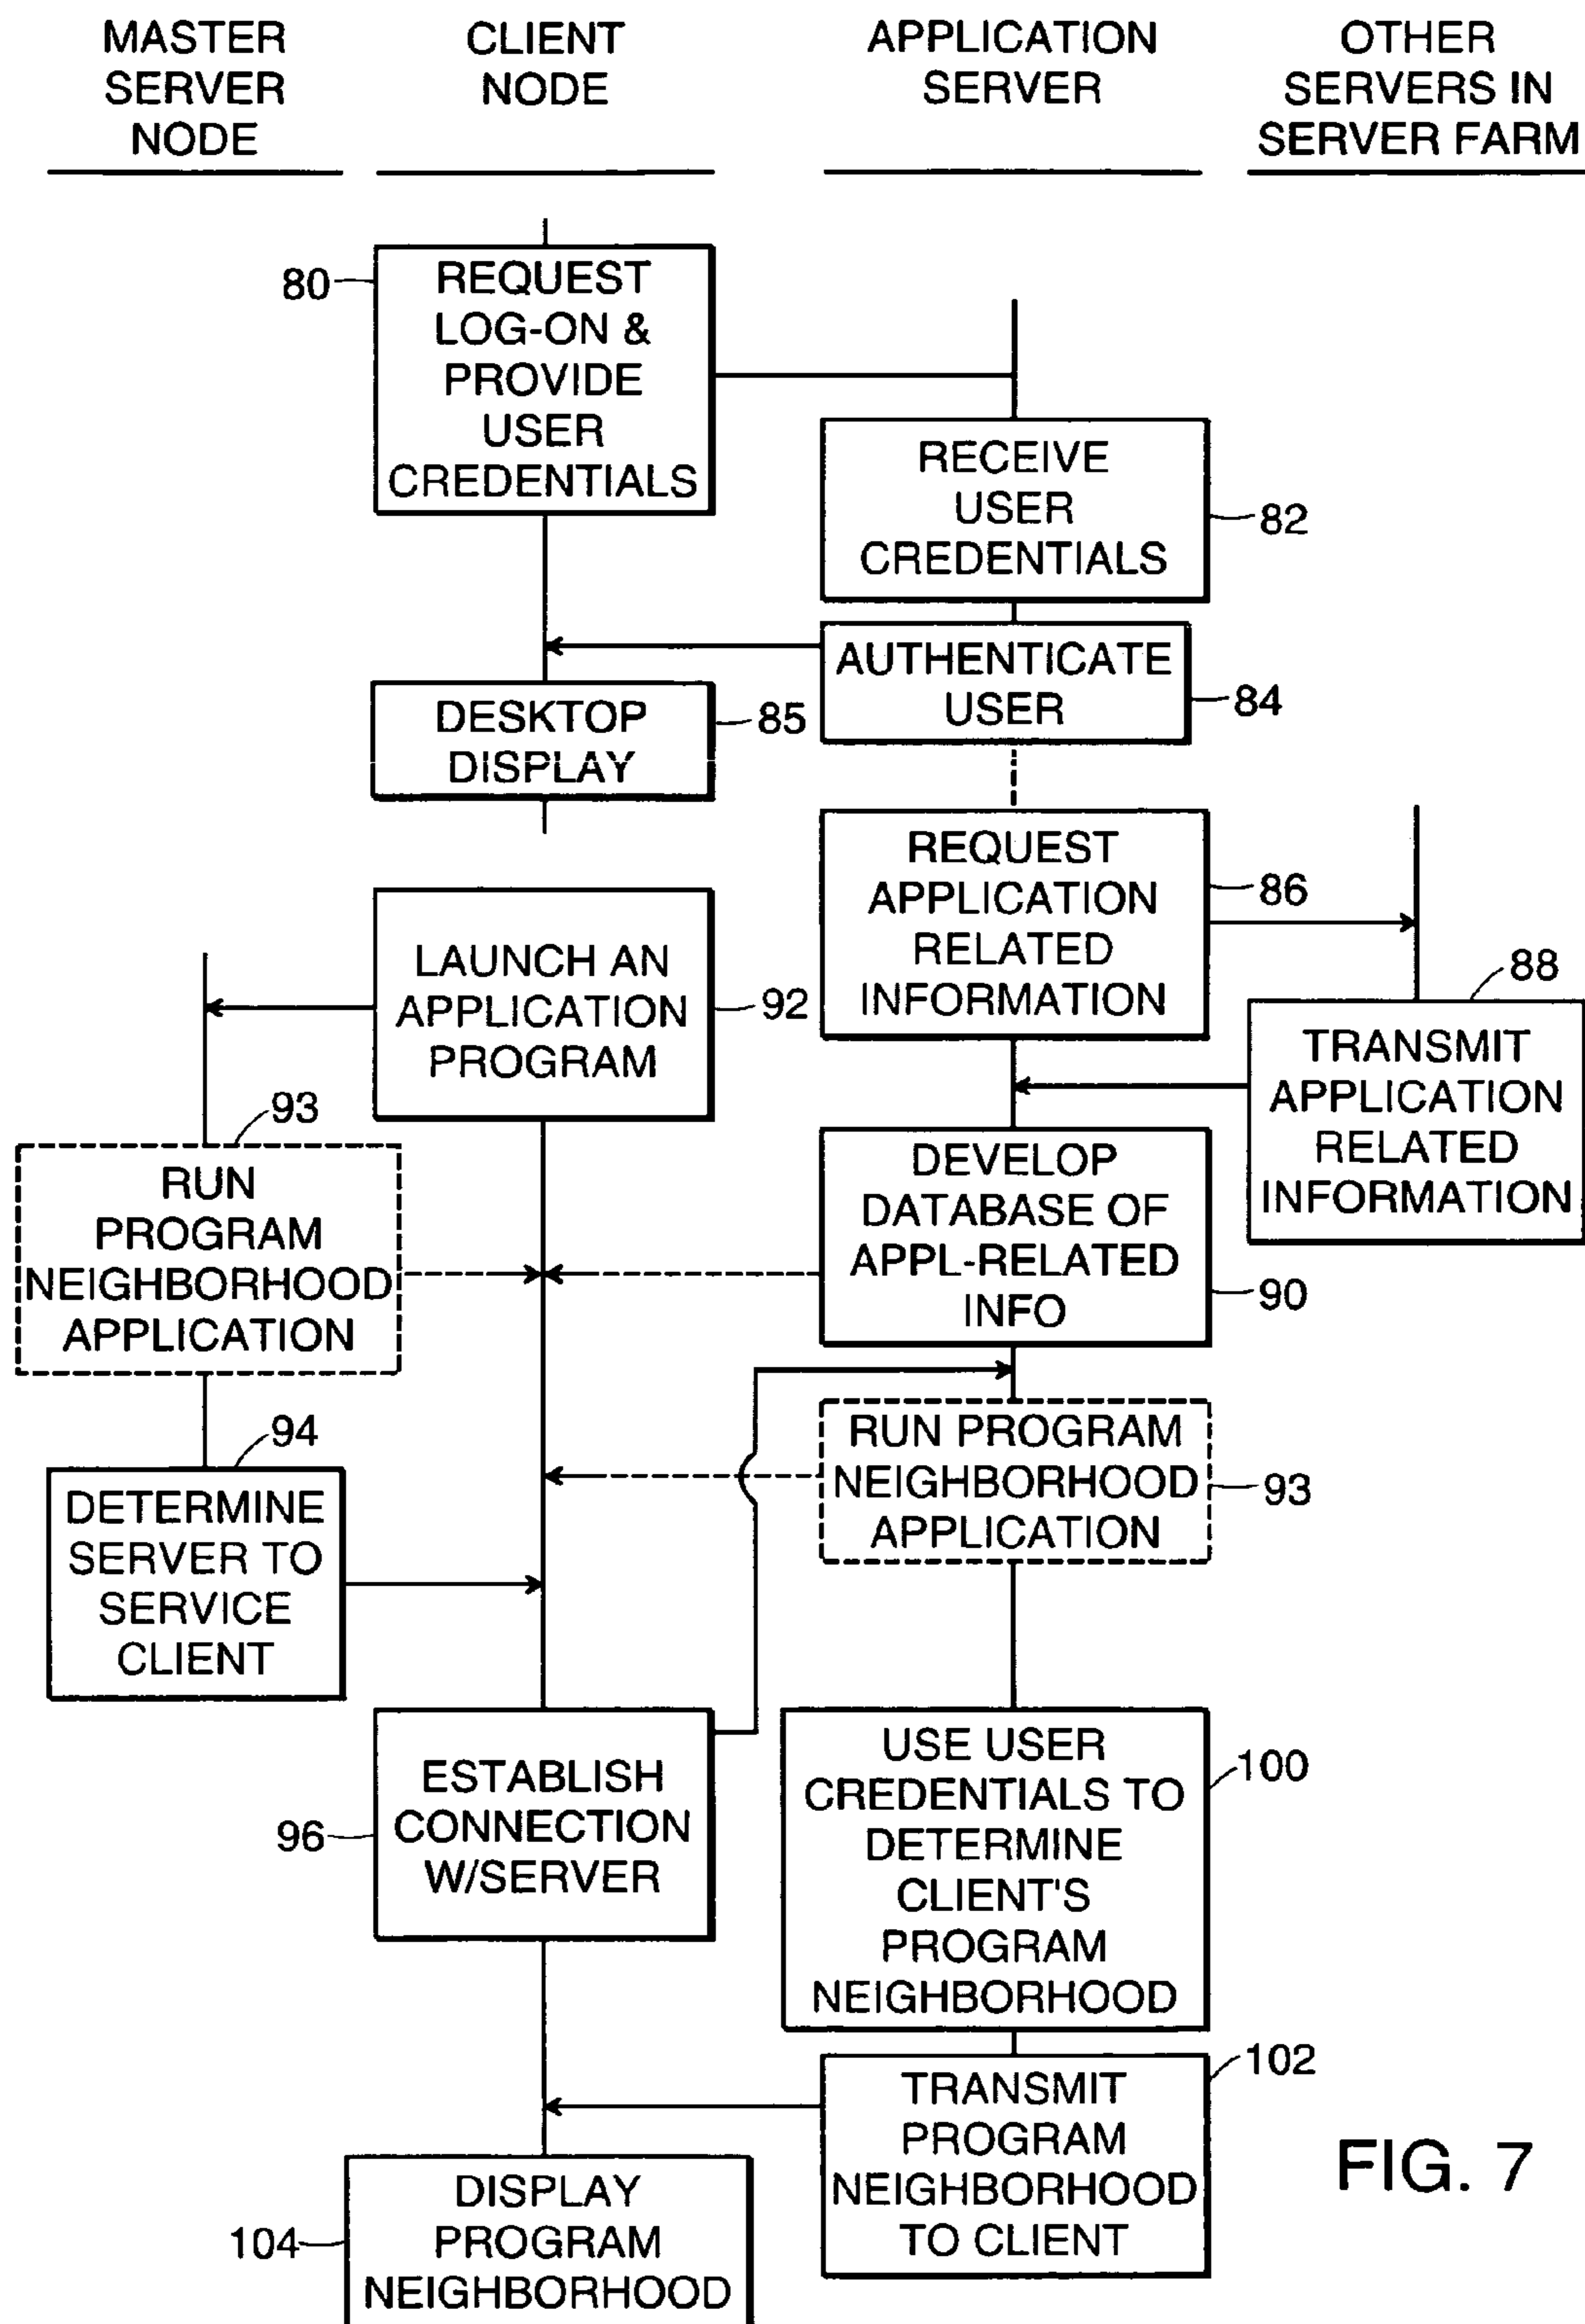 MASTER
SERVER
NODE
CLIENT
NODE
APPLICATION
SERVER
OTHER
SERVERS IN
SERVER FARM
80
REQUEST
LOG-ON &
PROVIDE
USER
CREDENTIALS
RECEIVE
USER
CREDENTIALS
82
AUTHENTICATE
USER
84
DESKTOP
DISPLAY
85
REQUEST
APPLICATION
RELATED
INFORMATION
86
88
TRANSMIT
APPLICATION
RELATED
INFORMATION
LAUNCH AN
APPLICATION
PROGRAM
92
93
RUN
PROGRAM
NEIGHBORHOOD
APPLICATION
DEVELOP
DATABASE OF
APPL-RELATED
INFO
90
RUN PROGRAM
NEIGHBORHOOD
APPLICATION
93
94
DETERMINE
SERVER TO
SERVICE
CLIENT
96
ESTABLISH
CONNECTION
W/SERVER
USE USER
CREDENTIALS TO
DETERMINE
CLIENT'S
PROGRAM
NEIGHBORHOOD
100
TRANSMIT
PROGRAM
NEIGHBORHOOD
TO CLIENT
102
104
DISPLAY
PROGRAM
NEIGHBORHOOD
FIG. 7